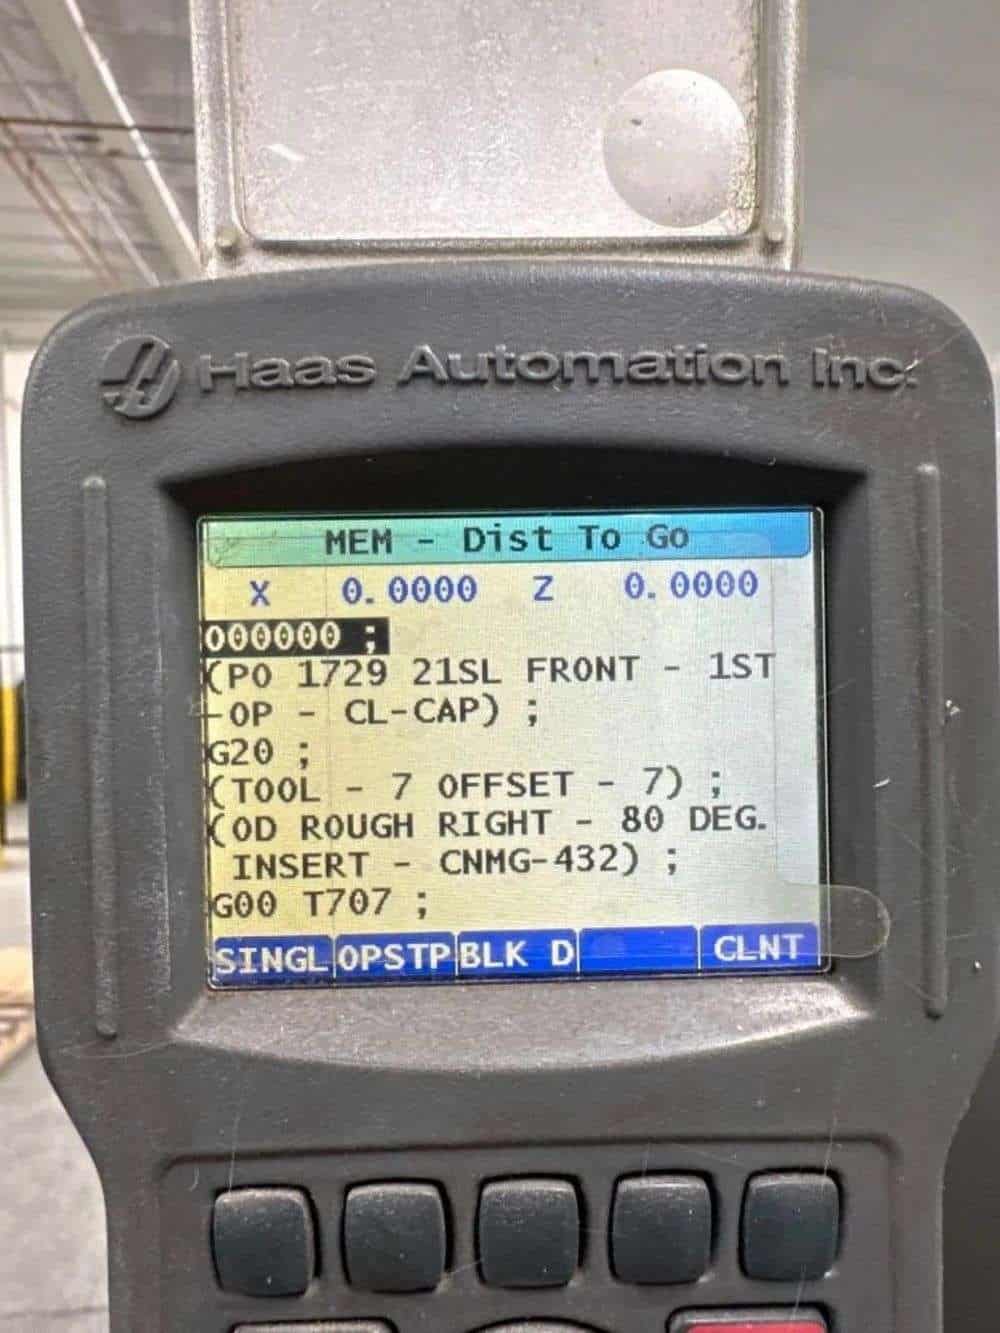 Haas Automation Inc.
MEM - Dist To Go
X 0.0000 Z 0.0000
O00000 ;
(PO 1729 21SL FRONT - 1ST
-OP - CL-CAP) ;
G20 ;
(TOOL - 7 OFFSET - 7) ;
(OD ROUGH RIGHT - 80 DEG.
INSERT - CNMG-432) ;
G00 T707 ;
SINGL OPSTP BLK D CLNT